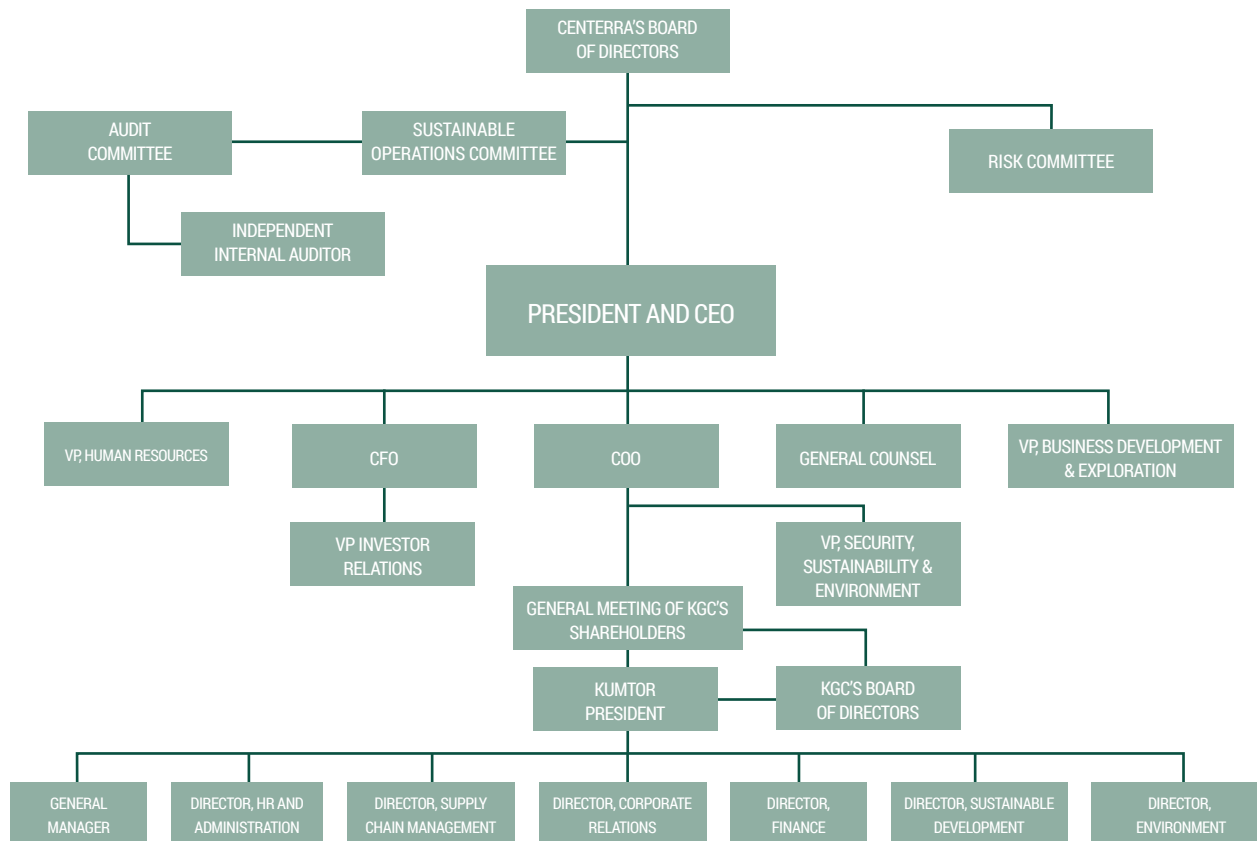 CENTERRA'S BOARD
OF DIRECTORS
AUDIT
COMMITTEE
SUSTAINABLE
OPERATIONS COMMITTEE
RISK COMMITTEE
INDEPENDENT
INTERNAL AUDITOR
PRESIDENT AND CEO
VP, HUMAN RESOURCES
CFO
COO
GENERAL COUNSEL
VP, BUSINESS DEVELOPMENT
& EXPLORATION
VP INVESTOR
RELATIONS
VP, SECURITY,
SUSTAINABILITY &
ENVIRONMENT
GENERAL MEETING OF KGC'S
SHAREHOLDERS
KUMTOR
PRESIDENT
KGC'S BOARD
OF DIRECTORS
GENERAL
MANAGER
DIRECTOR, HR AND
ADMINISTRATION
DIRECTOR, SUPPLY
CHAIN MANAGEMENT
DIRECTOR, CORPORATE
RELATIONS
DIRECTOR,
FINANCE
DIRECTOR, SUSTAINABLE
DEVELOPMENT
DIRECTOR,
ENVIRONMENT